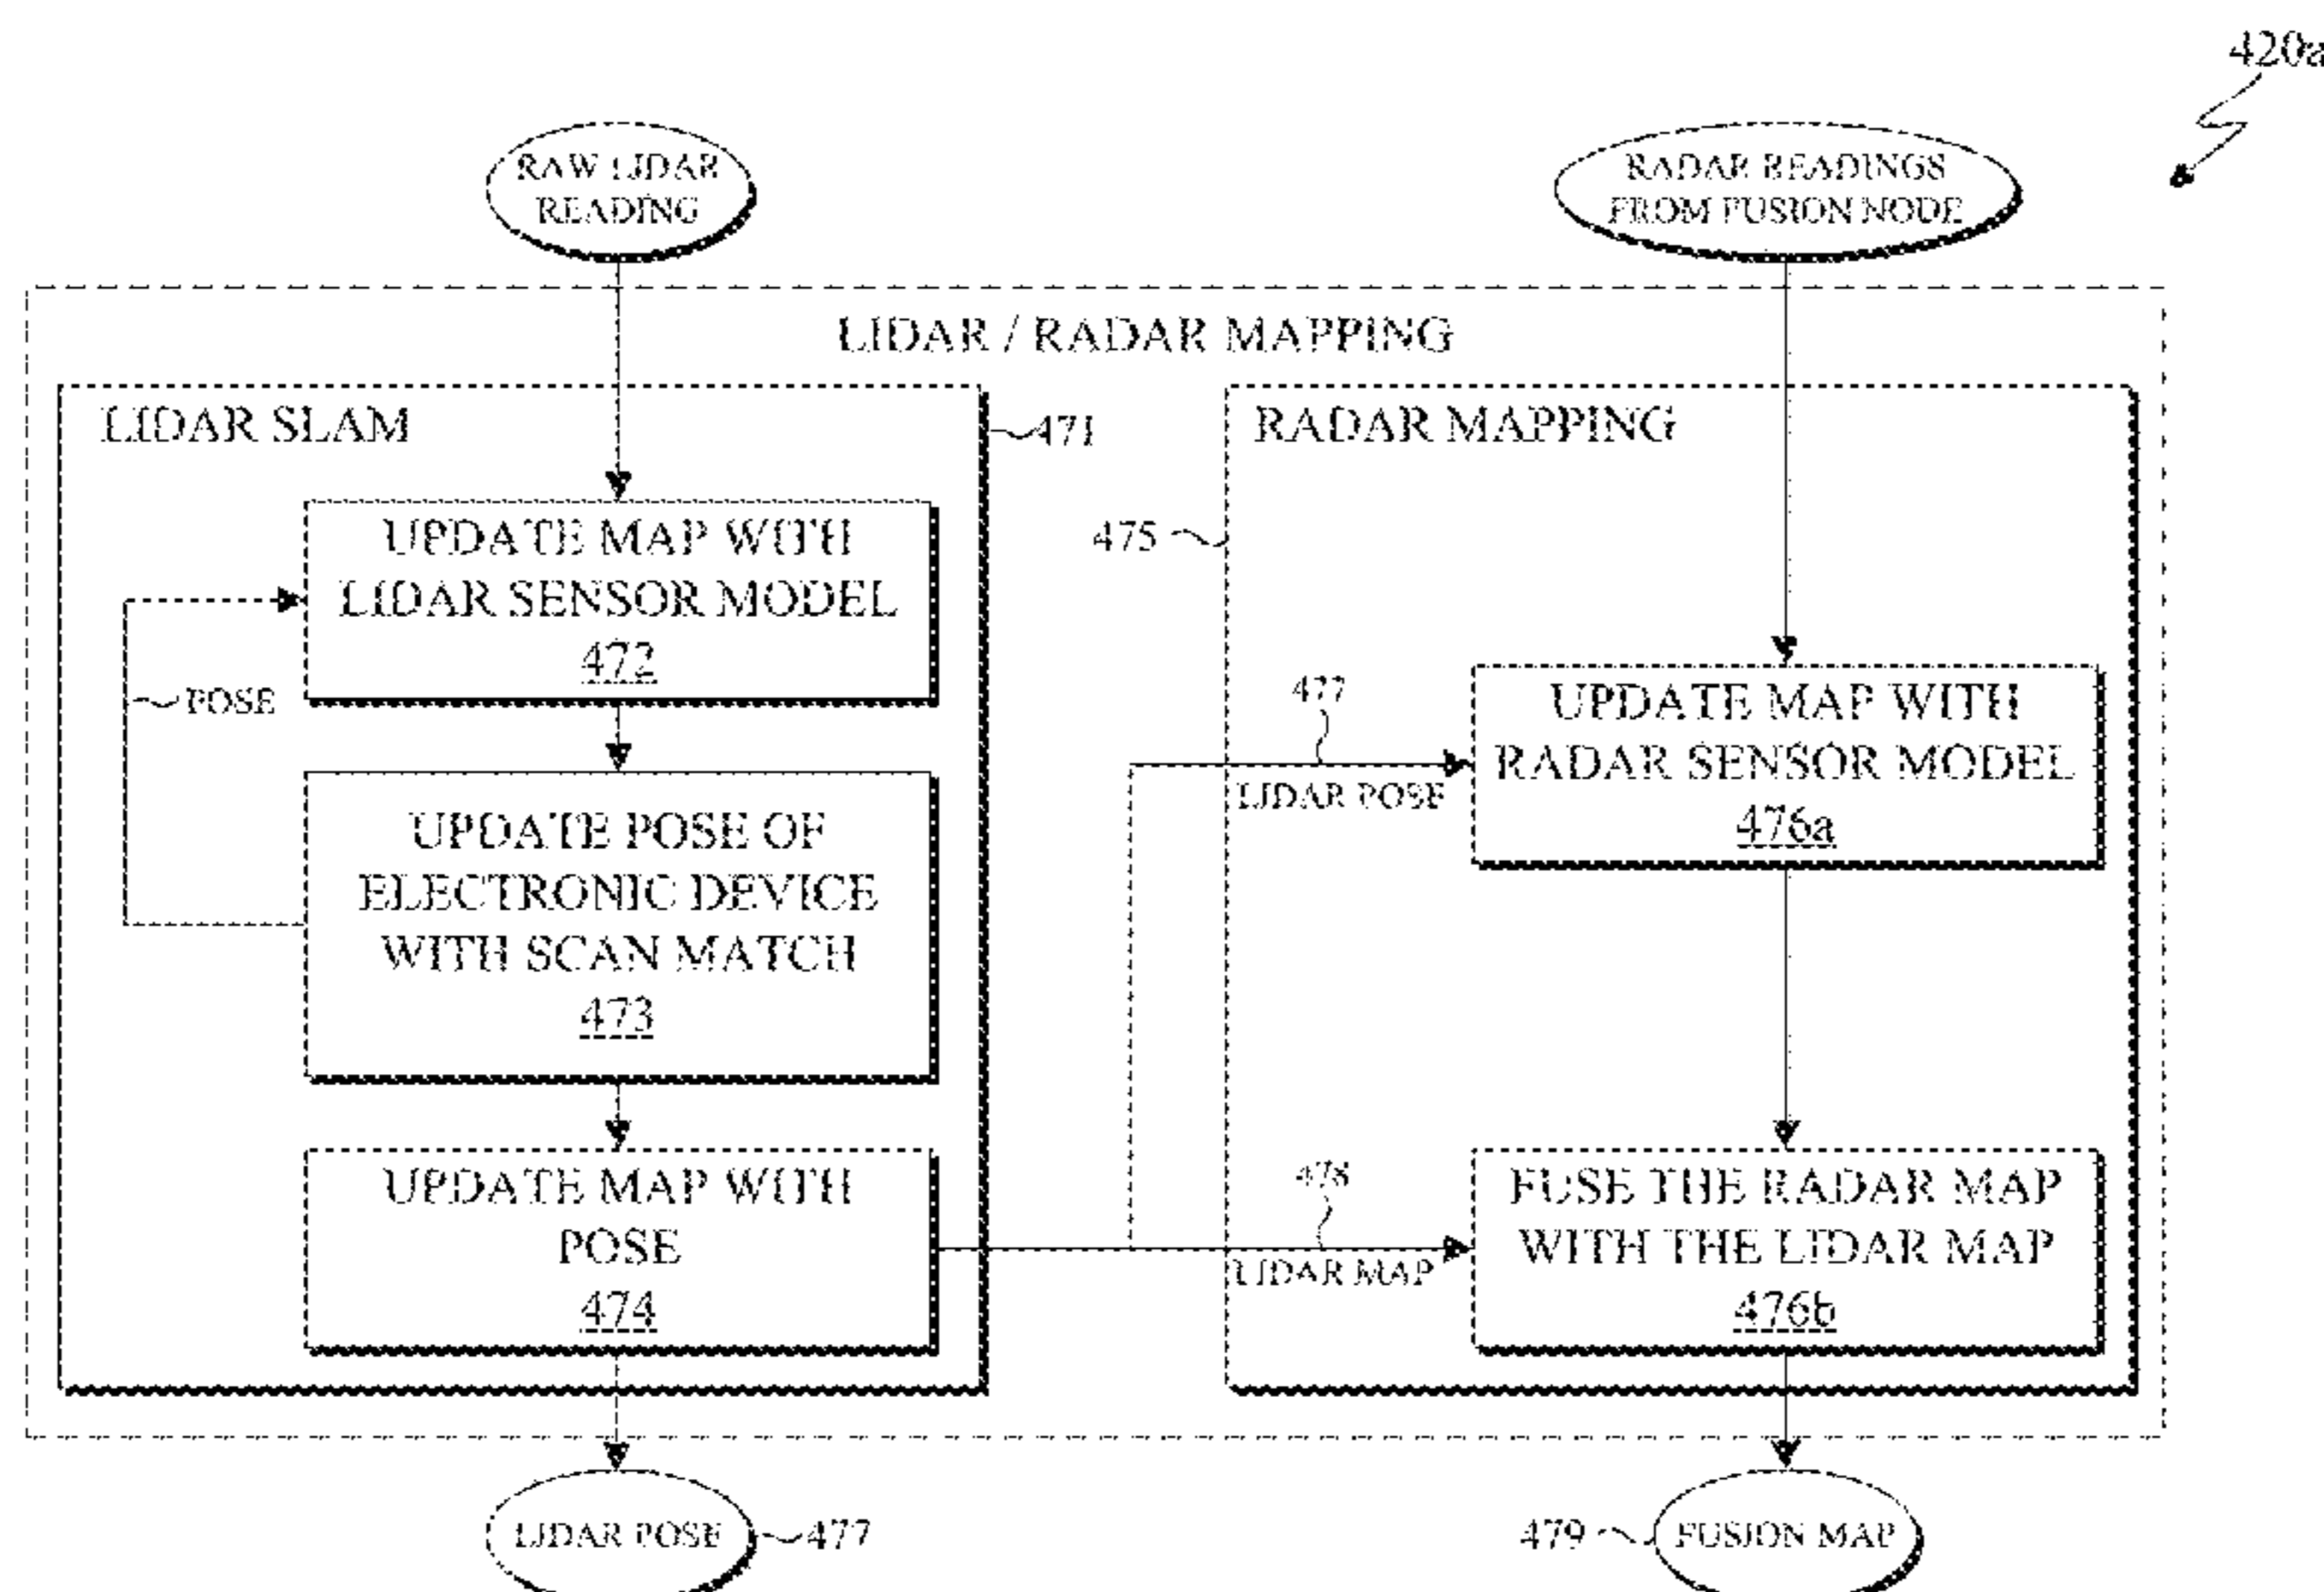 420a
RAW LIDAR
READING
RADAR READINGS
FROM FUSION NODE
LIDAR / RADAR MAPPING
LIDAR SLAM
471
RADAR MAPPING
475
UPDATE MAP WITH
LIDAR SENSOR MODEL
472
POSE
UPDATE POSE OF
ELECTRONIC DEVICE
WITH SCAN MATCH
473
UPDATE MAP WITH
POSE
474
477
LIDAR POSE
UPDATE MAP WITH
RADAR SENSOR MODEL
476a
478
LIDAR MAP
FUSE THE RADAR MAP
WITH THE LIDAR MAP
476b
LIDAR POSE
477
479
FUSION MAP